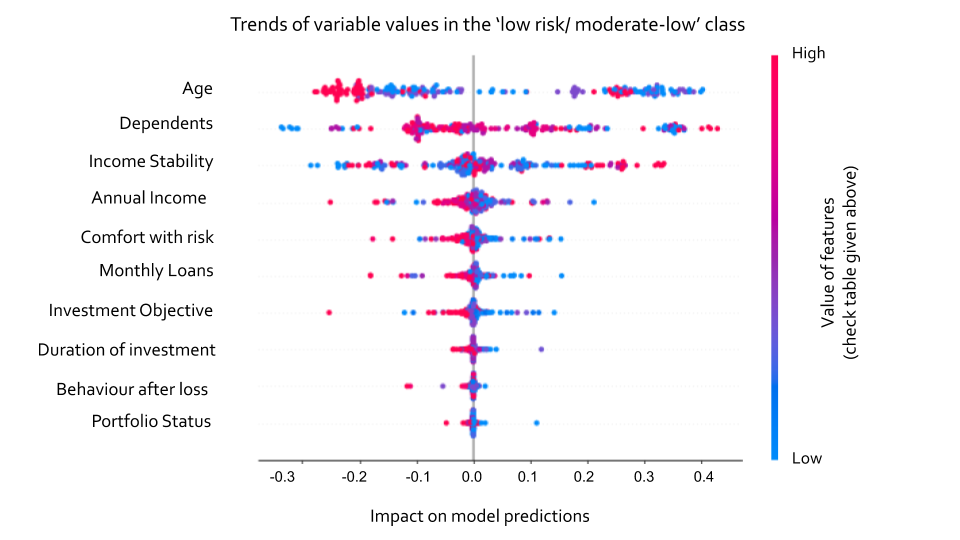 Trends of variable values in the ‘low risk/ moderate-low’ class
High
Age
Dependents
Income Stability
Annual Income
Comfort with risk
Monthly Loans
Investment Objective
Duration of investment
Behaviour after loss
Portfolio Status
Value of features
(check table given above)
Low
-0.3 -0.2 -0.1 0.0 0.1 0.2 0.3 0.4
Impact on model predictions